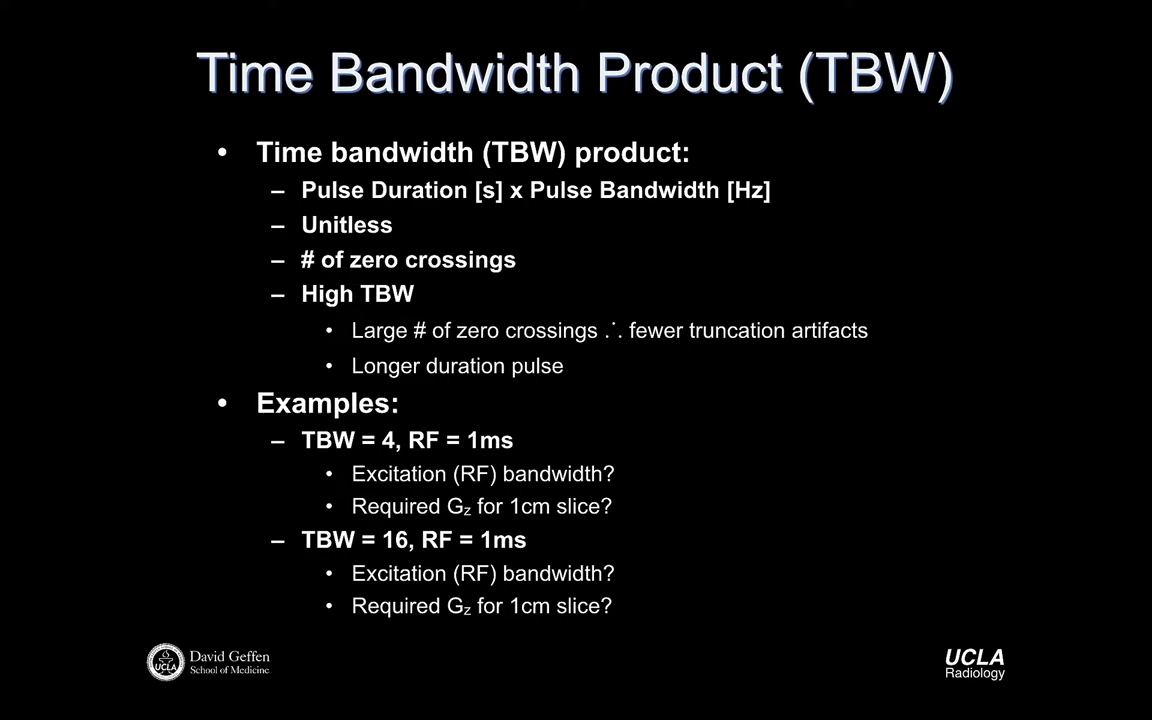 Time Bandwidth Product (TBW)
• Time bandwidth (TBW) product:
– Pulse Duration [s] x Pulse Bandwidth [Hz]
– Unitless
– # of zero crossings
– High TBW
• Large # of zero crossings ∴ fewer truncation artifacts
• Longer duration pulse
• Examples:
– TBW = 4, RF = 1ms
• Excitation (RF) bandwidth?
• Required Gz for 1cm slice?
– TBW = 16, RF = 1ms
• Excitation (RF) bandwidth?
• Required Gz for 1cm slice?
UCLA
David Geffen
School of Medicine
UCLA
Radiology